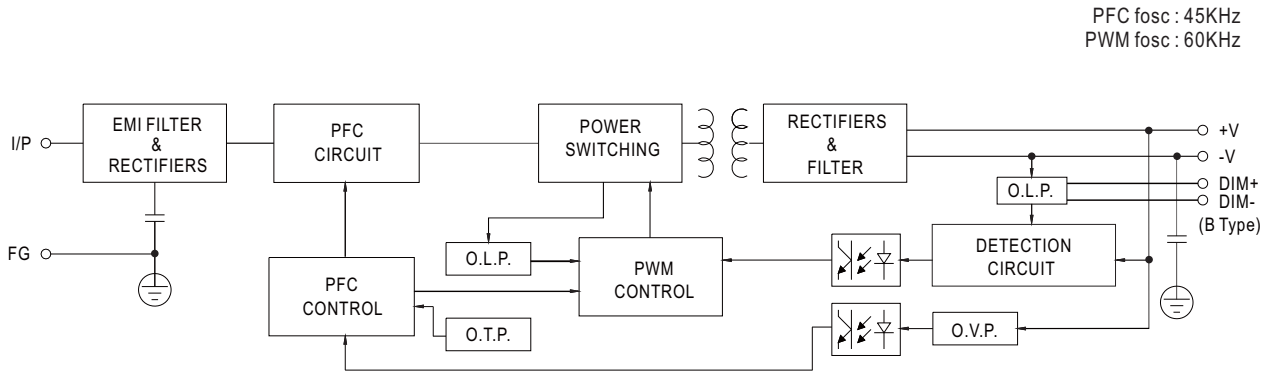 PFC fosc : 45KHz
PWM fosc : 60KHz
I/P
EMI FILTER
&
RECTIFIERS
PFC
CIRCUIT
POWER
SWITCHING
RECTIFIERS
&
FILTER
+V
-V
DIM+
DIM-
(B Type)
O.L.P.
FG
O.L.P.
DETECTION
CIRCUIT
PFC
CONTROL
PWM
CONTROL
O.T.P.
O.V.P.